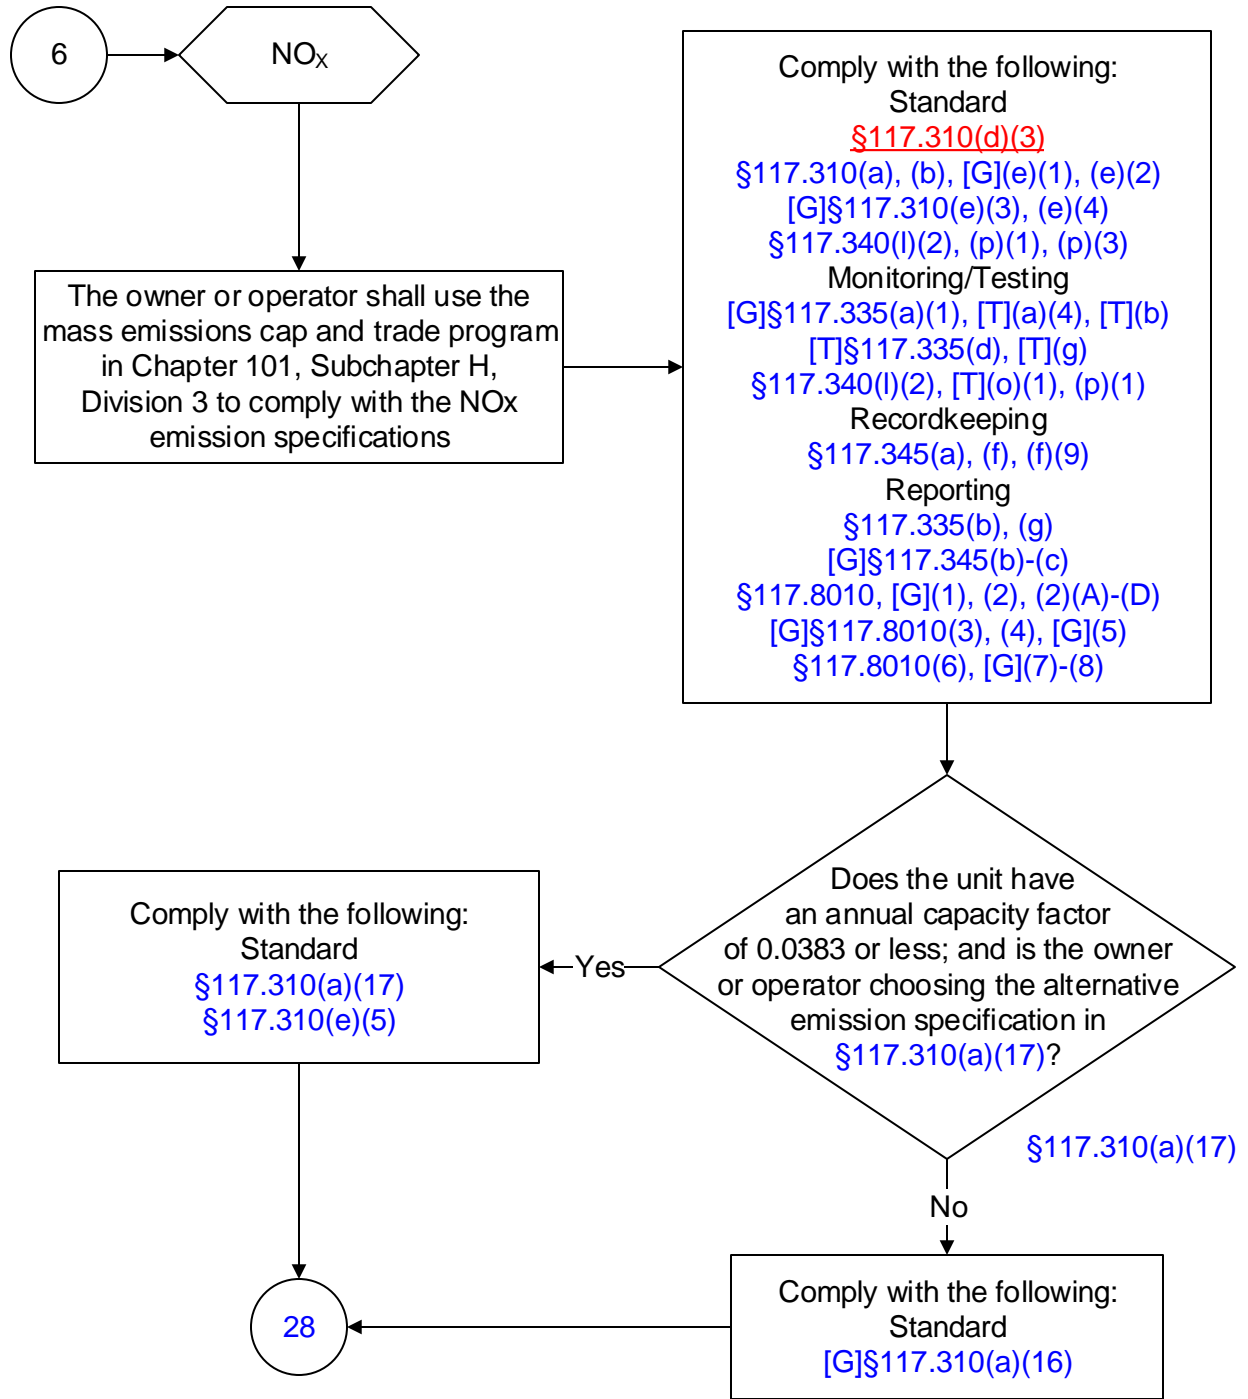 6
NOX
The owner or operator shall use the
mass emissions cap and trade program
in Chapter 101, Subchapter H,
Division 3 to comply with the NOx
emission specifications
Comply with the following:
Standard
§117.310(d)(3)
§117.310(a), (b), [G](e)(1), (e)(2)
[G]§117.310(e)(3), (e)(4)
§117.340(l)(2), (p)(1), (p)(3)
Monitoring/Testing
[G]§117.335(a)(1), [T](a)(4), [T](b)
[T]§117.335(d), [T](g)
§117.340(l)(2), [T](o)(1), (p)(1)
Recordkeeping
§117.345(a), (f), (f)(9)
Reporting
§117.335(b), (g)
[G]§117.345(b)-(c)
§117.8010, [G](1), (2), (2)(A)-(D)
[G]§117.8010(3), (4), [G](5)
§117.8010(6), [G](7)-(8)
Does the unit have
an annual capacity factor
of 0.0383 or less; and is the owner
or operator choosing the alternative
emission specification in
§117.310(a)(17)?
§117.310(a)(17)
Yes
Comply with the following:
Standard
§117.310(a)(17)
§117.310(e)(5)
No
Comply with the following:
Standard
[G]§117.310(a)(16)
28